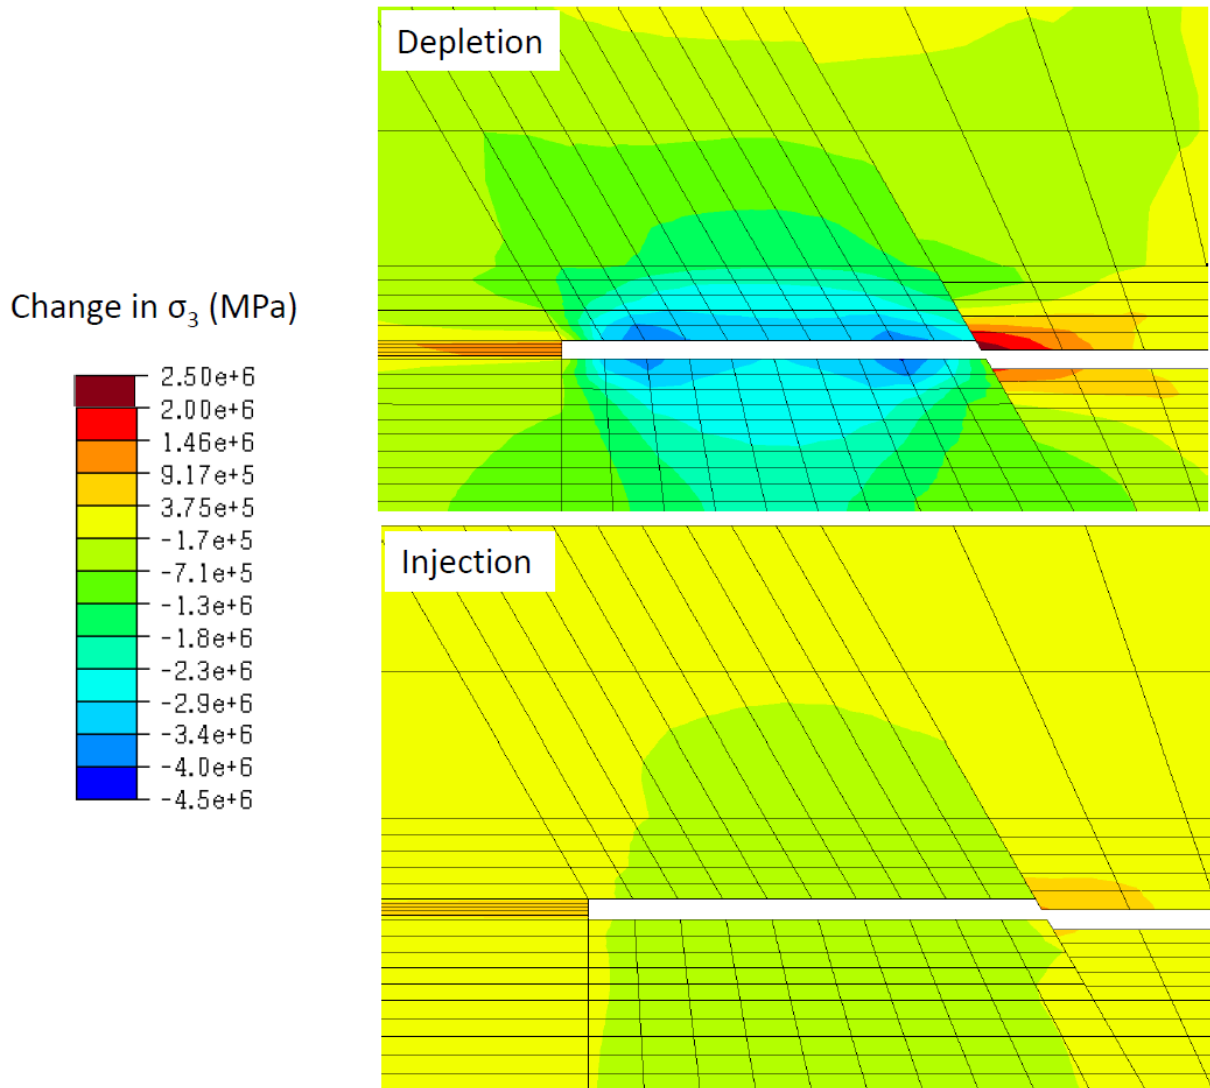 Depletion
Change in σ3 (MPa)
2.50e+6
2.00e+6
1.46e+6
9.17e+5
3.75e+5
-1.7e+5
-7.1e+5
-1.3e+6
-1.8e+6
-2.3e+6
-2.9e+6
-3.4e+6
-4.0e+6
-4.5e+6
Injection